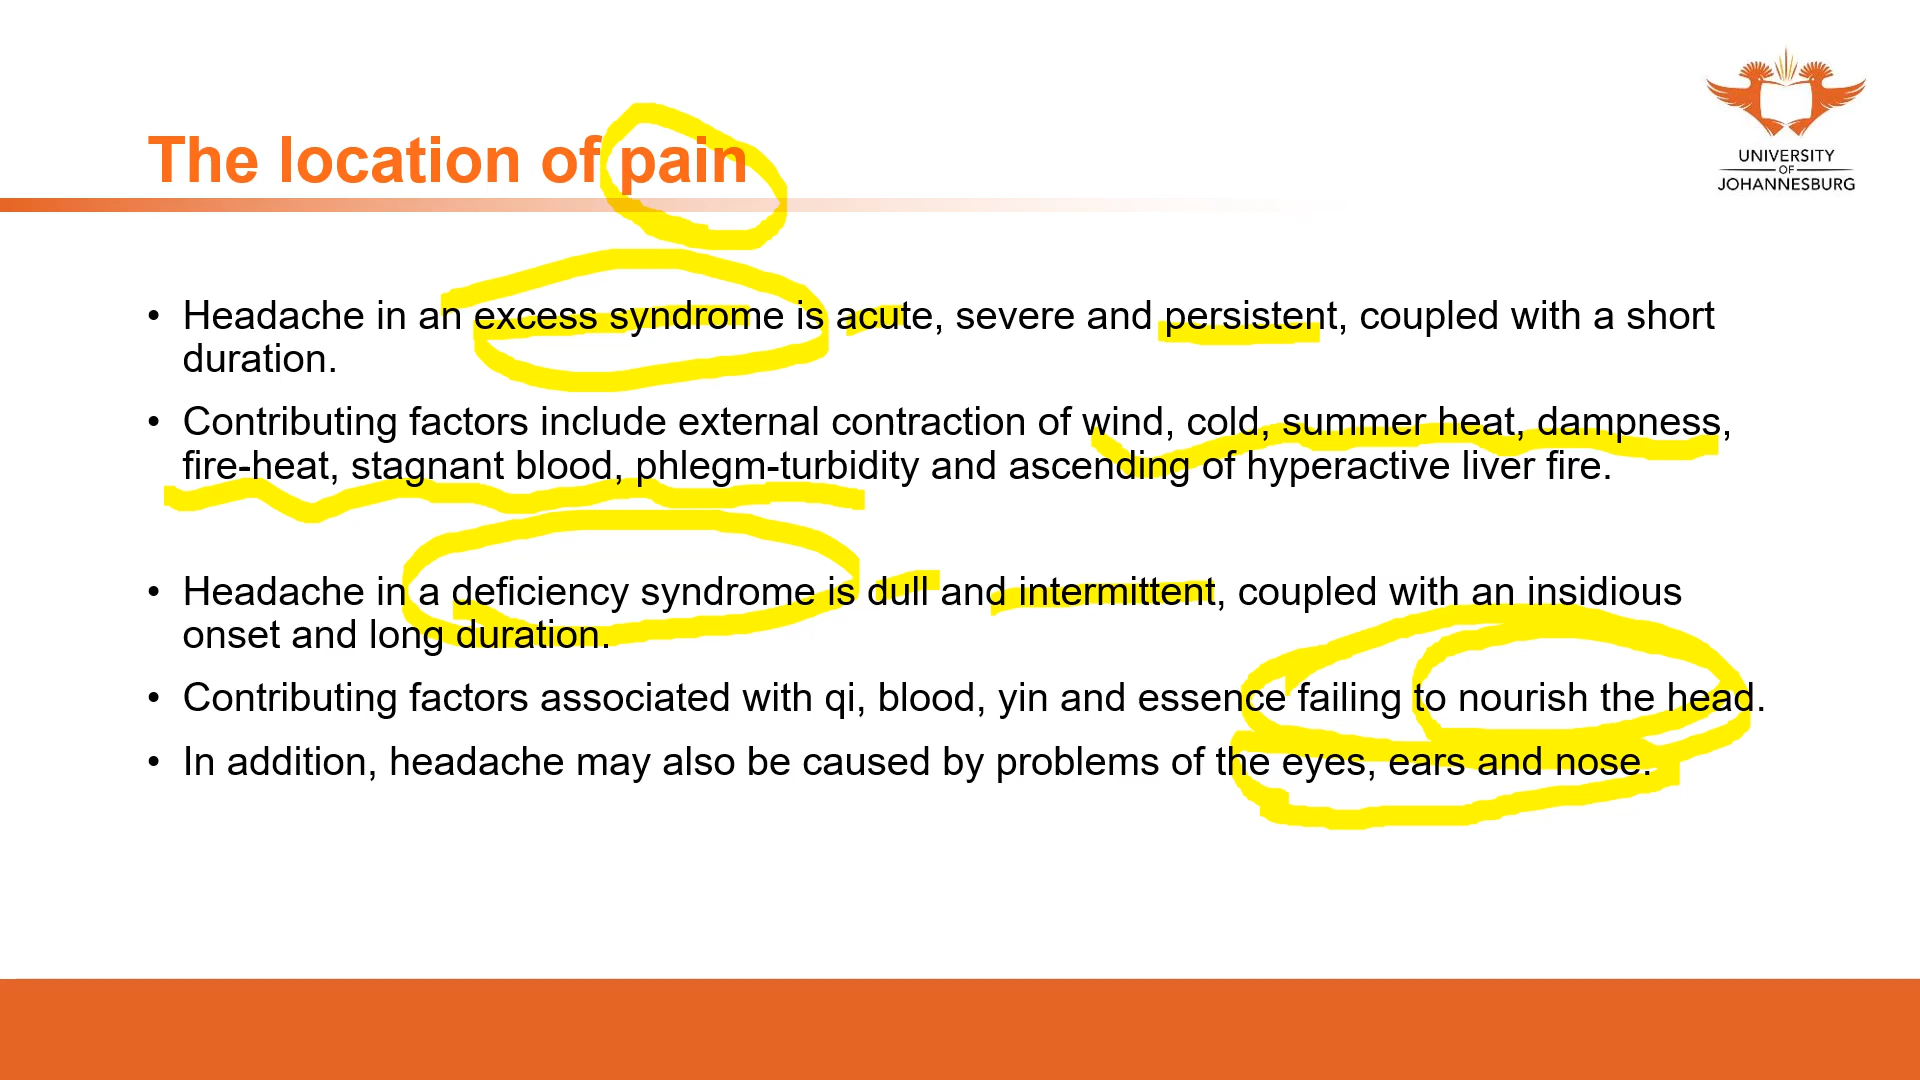 The location of pain
UNIVERSITY
OF
JOHANNESBURG
• Headache in an excess syndrome is acute, severe and persistent, coupled with a short
duration.
• Contributing factors include external contraction of wind, cold, summer heat, dampness,
fire-heat, stagnant blood, phlegm-turbidity and ascending of hyperactive liver fire.
• Headache in a deficiency syndrome is dull and intermittent, coupled with an insidious
onset and long duration.
• Contributing factors associated with qi, blood, yin and essence failing to nourish the head.
• In addition, headache may also be caused by problems of the eyes, ears and nose.